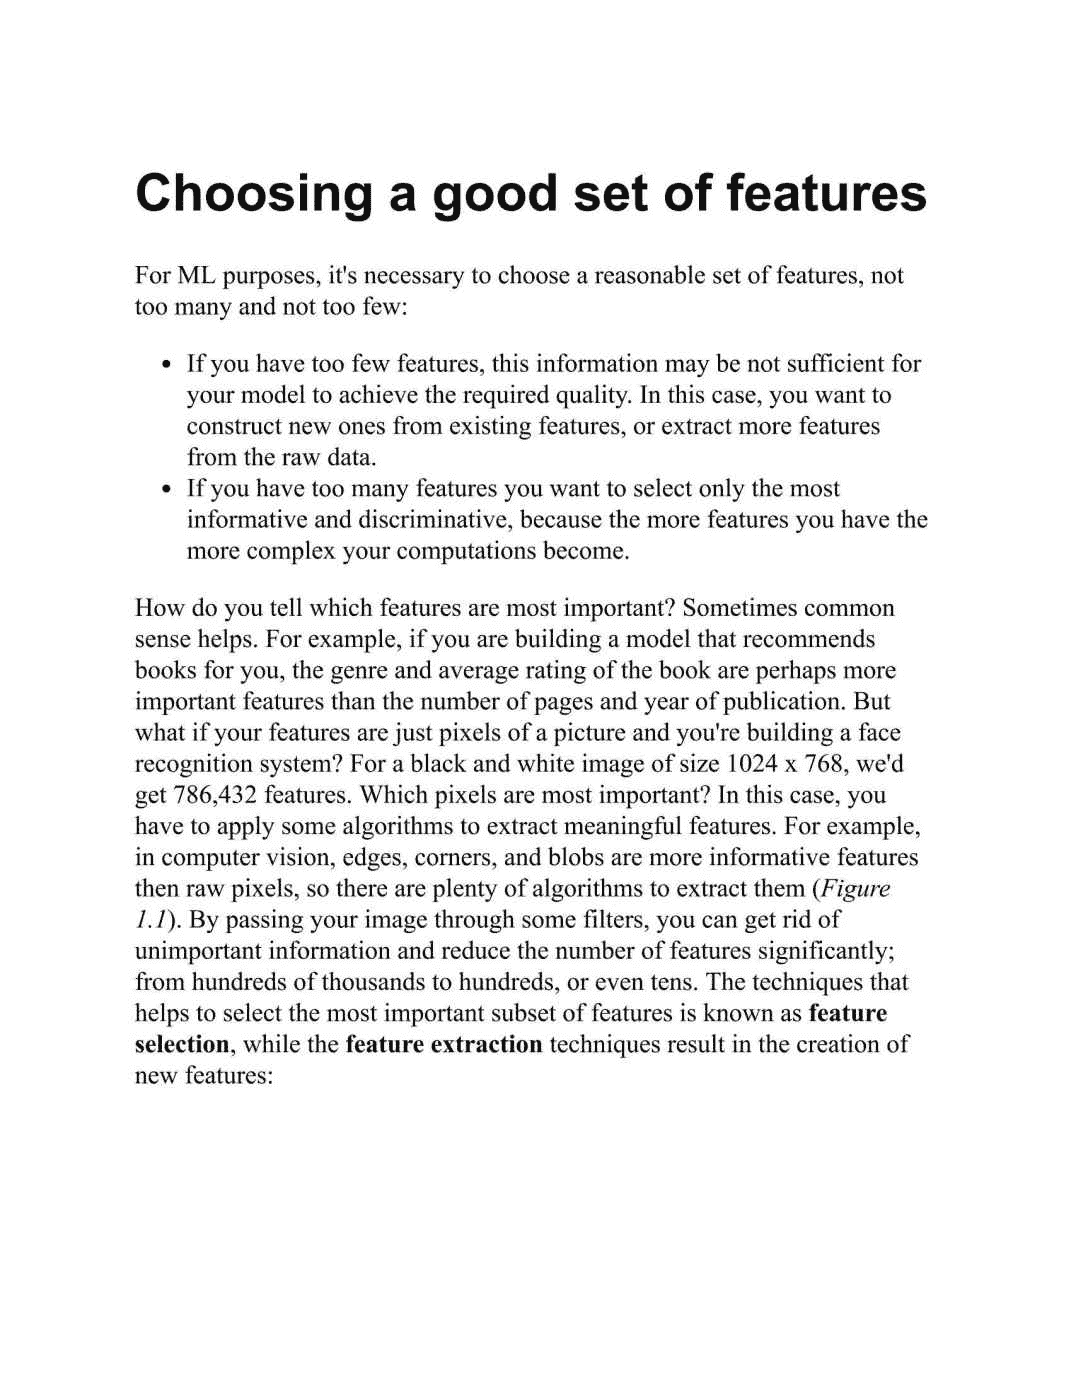 Choosing a good set of features
For ML purposes, it's necessary to choose a reasonable set of features, not
too many and not too few:
• If you have too few features, this information may be not sufficient for
your model to achieve the required quality. In this case, you want to
construct new ones from existing features, or extract more features
from the raw data.
• If you have too many features you want to select only the most
informative and discriminative, because the more features you have the
more complex your computations become.
How do you tell which features are most important? Sometimes common
sense helps. For example, if you are building a model that recommends
books for you, the genre and average rating of the book are perhaps more
important features than the number of pages and year of publication. But
what if your features are just pixels of a picture and you're building a face
recognition system? For a black and white image of size 1024 x 768, we'd
get 786,432 features. Which pixels are most important? In this case, you
have to apply some algorithms to extract meaningful features. For example,
in computer vision, edges, corners, and blobs are more informative features
then raw pixels, so there are plenty of algorithms to extract them (Figure
1.1). By passing your image through some filters, you can get rid of
unimportant information and reduce the number of features significantly;
from hundreds of thousands to hundreds, or even tens. The techniques that
helps to select the most important subset of features is known as feature
selection, while the feature extraction techniques result in the creation of
new features: